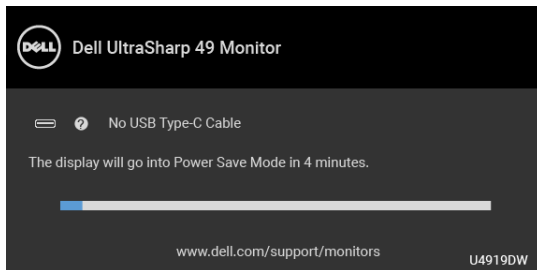 DELL Dell UltraSharp 49 Monitor
? No USB Type-C Cable
The display will go into Power Save Mode in 4 minutes.
www.dell.com/support/monitors
U4919DW